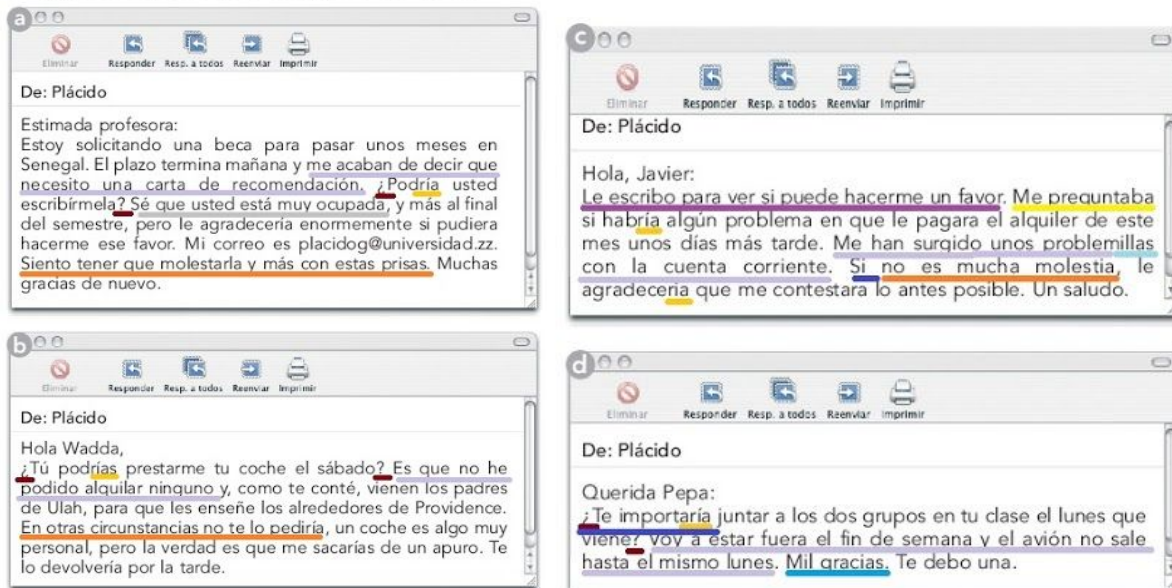 a
Eliminar Responder Resp. a todos Reenviar Imprimir
De: Plácido
Estimada profesora:
Estoy solicitando una beca para pasar unos meses en
Senegal. El plazo termina mañana y me acaban de decir que
necesito una carta de recomendación. ¿Podría usted
escribírmela? Sé que usted está muy ocupada, y más al final
del semestre, pero le agradecería enormemente si pudiera
hacerme ese favor. Mi correo es placidog@universidad.zz.
Siento tener que molestarla y más con estas prisas. Muchas
gracias de nuevo.
b
Eliminar Responder Resp. a todos Reenviar Imprimir
De: Plácido
Hola Wadda,
¿Tú podrías prestarme tu coche el sábado? Es que no he
podido alquilar ninguno y, como te conté, vienen los padres
de Ulah, para que les enseñe los alrededores de Providence.
En otras circunstancias no te lo pediría, un coche es algo muy
personal, pero la verdad es que me sacarías de un apuro. Te
lo devolvería por la tarde.
c
Eliminar Responder Resp. a todos Reenviar Imprimir
De: Plácido
Hola, Javier:
Le escribo para ver si puede hacerme un favor. Me preguntaba
si habría algún problema en que le pagara el alquiler de este
mes unos días más tarde. Me han surgido unos problemillas
con la cuenta corriente. Si no es mucha molestia, le
agradecería que me contestara lo antes posible. Un saludo.
d
Eliminar Responder Resp. a todos Reenviar Imprimir
De: Plácido
Querida Pepa:
¿Te importaría juntar a los dos grupos en tu clase el lunes que
viene? Voy a estar fuera el fin de semana y el avión no sale
hasta el mismo lunes. Mil gracias. Te debo una.